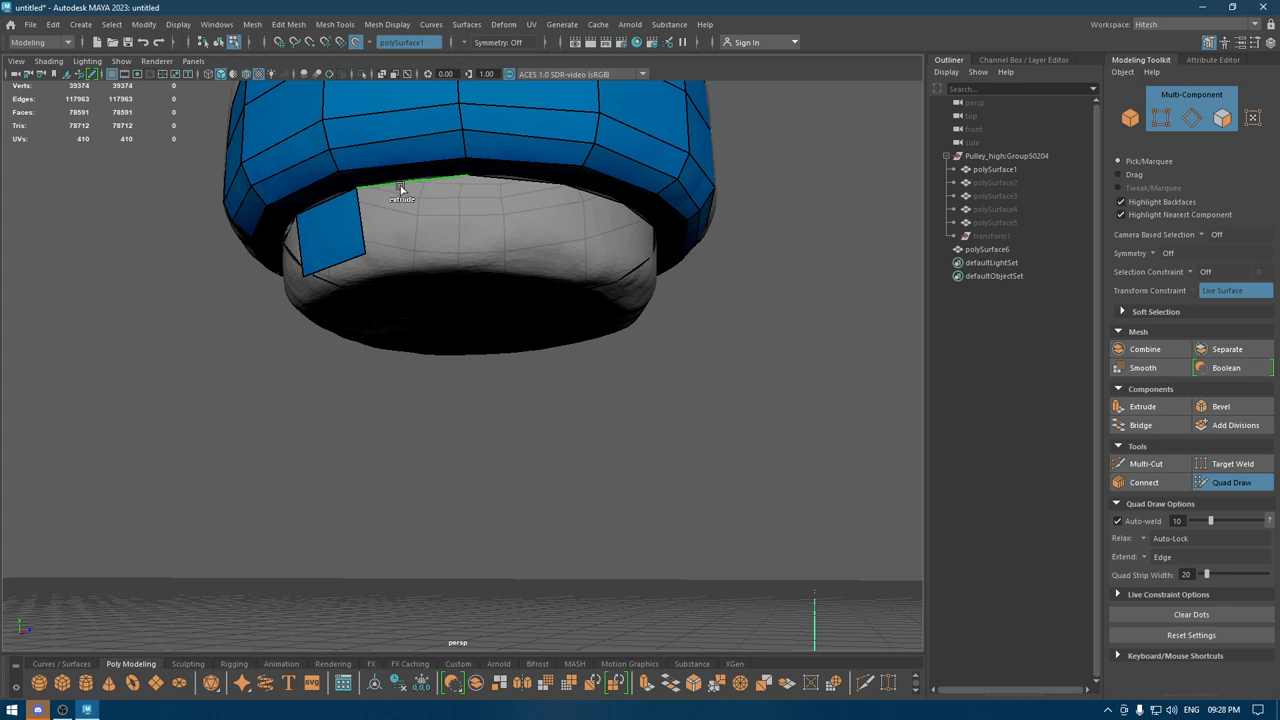 untitled* - Autodesk MAYA 2023: untitled
File Edit Create Select Modify Display Windows Mesh Edit Mesh Mesh Tools Mesh Display Curves Surfaces Deform UV Generate Cache Arnold Substance Help
Workspace: Hitesh
Modeling
polySurface1
Symmetry: Off
Sign In
View Shading Lighting Show Renderer Panels
0.00 1.00 ACES 1.0 SDR-video (sRGB)
Verts: 39374 39374 0
Edges: 117963 117963 0
Faces: 78591 78591 0
Tris: 78712 78712 0
UVs: 410 410 0
extrude
persp
Outliner Channel Box / Layer Editor
Display Show Help
Search...
persp
top
front
side
Pulley_high:Group50204
polySurface1
polySurface2
polySurface3
polySurface4
polySurface5
transform1
polySurface6
defaultLightSet
defaultObjectSet
Modeling Toolkit Attribute Editor
Object Help
Multi-Component
Pick/Marquee
Drag
Tweak/Marquee
Highlight Backfaces
Highlight Nearest Component
Camera Based Selection Off
Symmetry Off
Selection Constraint Off 0
Transform Constraint Live Surface
Soft Selection
Mesh
Combine Separate
Smooth Boolean
Components
Extrude Bevel
Bridge Add Divisions
Tools
Multi-Cut Target Weld
Connect Quad Draw
Quad Draw Options
Auto-weld 10 ?
Relax: Auto-Lock
Extend: Edge
Quad Strip Width: 20
Live Constraint Options
Clear Dots
Reset Settings
Keyboard/Mouse Shortcuts
Curves / Surfaces Poly Modeling Sculpting Rigging Animation Rendering FX FX Caching Custom Arnold Bifrost MASH Motion Graphics Substance XGen
SVG
0,0,0
ENG 09:28 PM